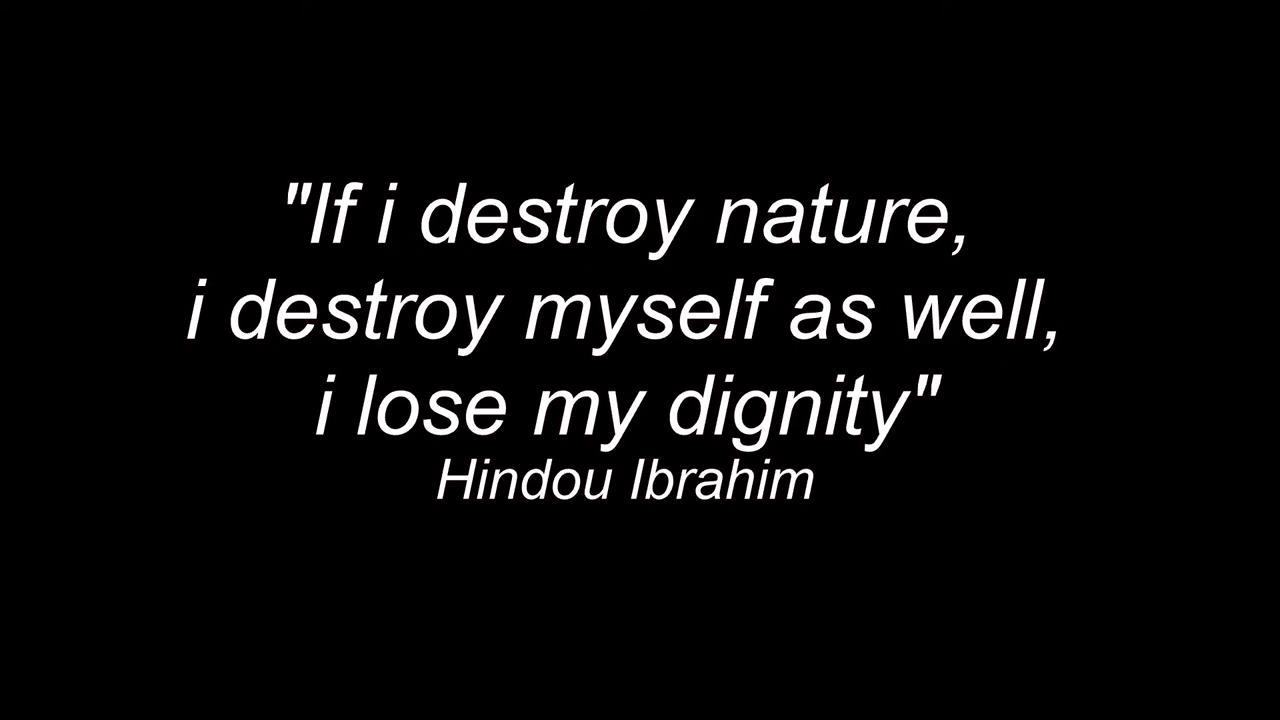 "If i destroy nature,
i destroy myself as well,
i lose my dignity"
Hindou Ibrahim